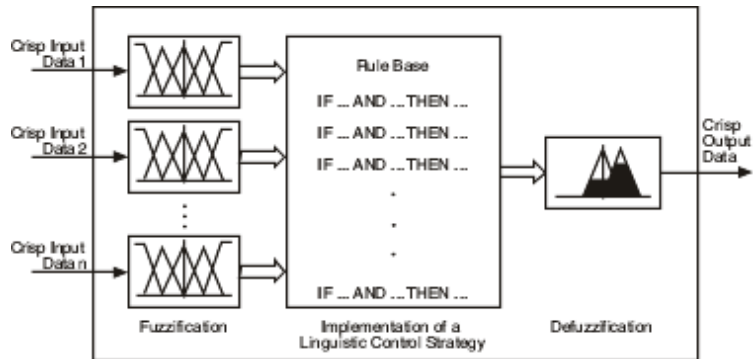 Crisp Input
Data 1
Crisp Input
Data 2
Crisp Input
Data n
Rule Base
IF ... AND ... THEN ...
IF ... AND ... THEN ...
IF ... AND ... THEN ...
IF ... AND ... THEN ...
Crisp
Output
Data
Fuzzification
Implementation of a
Linguistic Control Strategy
Defuzzification